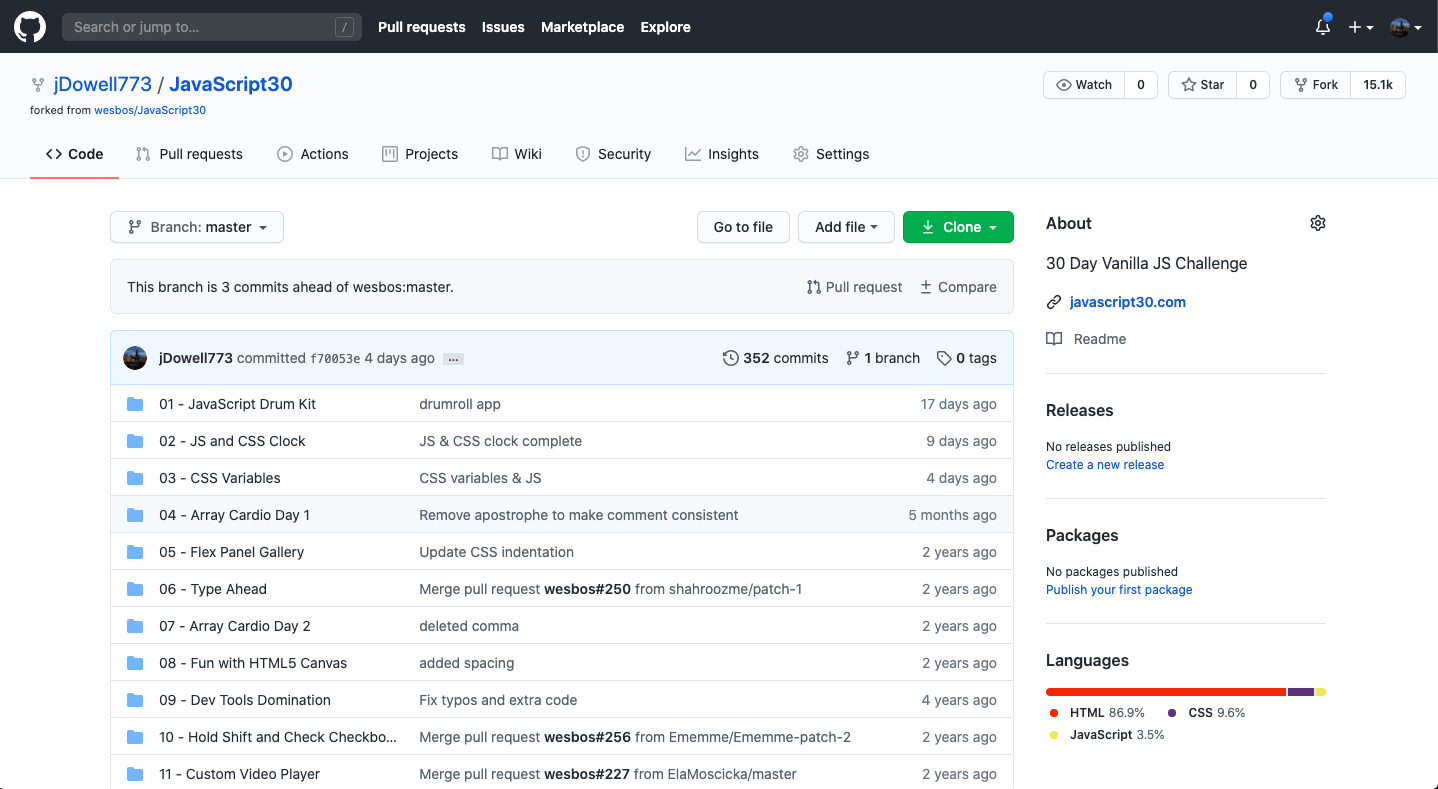 Search or jump to... /
Pull requests Issues Marketplace Explore
jDowell773 / JavaScript30
Watch 0 Star 0 Fork 15.1k
forked from wesbos/JavaScript30
Code Pull requests Actions Projects Wiki Security Insights Settings
Branch: master
Go to file Add file Clone
This branch is 3 commits ahead of wesbos:master.
Pull request Compare
jDowell773 committed f70053e 4 days ago ...
352 commits 1 branch 0 tags
01 - JavaScript Drum Kit drumroll app 17 days ago
02 - JS and CSS Clock JS & CSS clock complete 9 days ago
03 - CSS Variables CSS variables & JS 4 days ago
04 - Array Cardio Day 1 Remove apostrophe to make comment consistent 5 months ago
05 - Flex Panel Gallery Update CSS indentation 2 years ago
06 - Type Ahead Merge pull request wesbos#250 from shahroozme/patch-1 2 years ago
07 - Array Cardio Day 2 deleted comma 2 years ago
08 - Fun with HTML5 Canvas added spacing 2 years ago
09 - Dev Tools Domination Fix typos and extra code 4 years ago
10 - Hold Shift and Check Checkbo... Merge pull request wesbos#256 from Ememme/Ememme-patch-2 2 years ago
11 - Custom Video Player Merge pull request wesbos#227 from ElaMoscicka/master 2 years ago
About
30 Day Vanilla JS Challenge
javascript30.com
Readme
Releases
No releases published
Create a new release
Packages
No packages published
Publish your first package
Languages
HTML 86.9% CSS 9.6%
JavaScript 3.5%